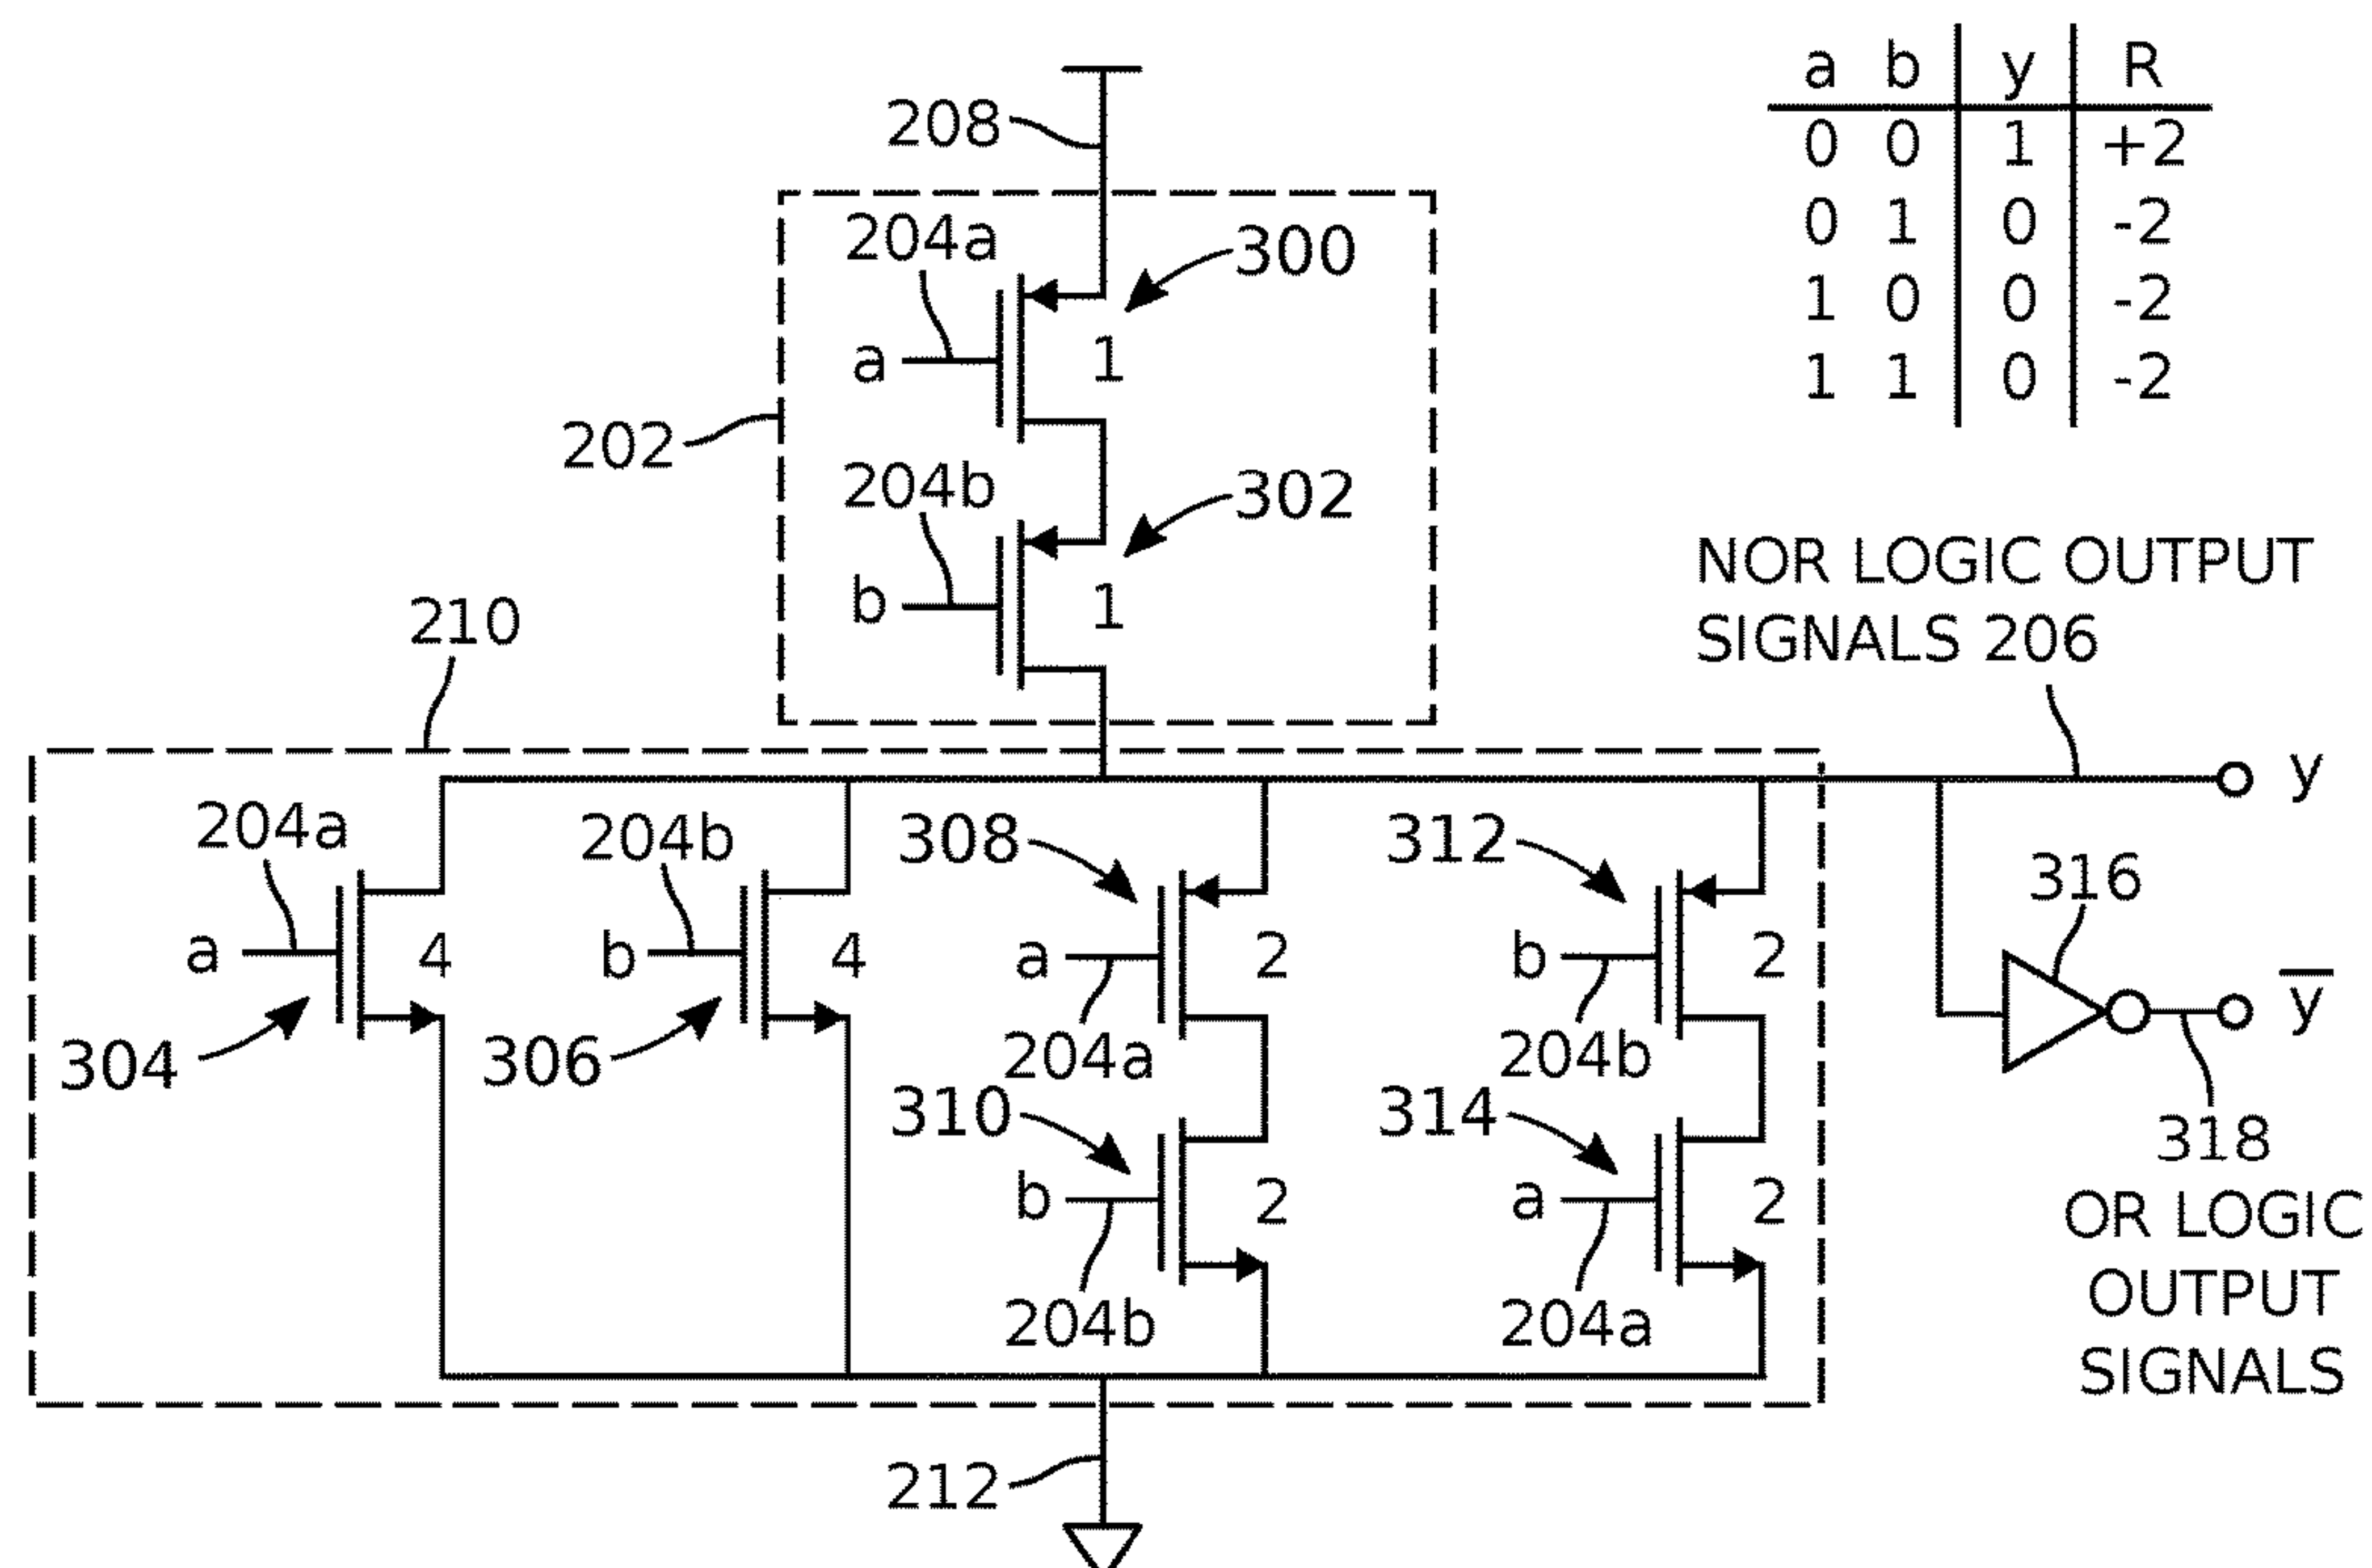 a b y R
0 0 1 +2
0 1 0 -2
1 0 0 -2
1 1 0 -2
208
204a
300
a
1
202
204b
302
b
1
NOR LOGIC OUTPUT
SIGNALS 206
210
y
204a
204b
308
312
316
a
4
b
4
a
2
b
2
y
304
306
204a
204b
310
314
318
b
2
a
2
OR LOGIC
OUTPUT
SIGNALS
204b
204a
212